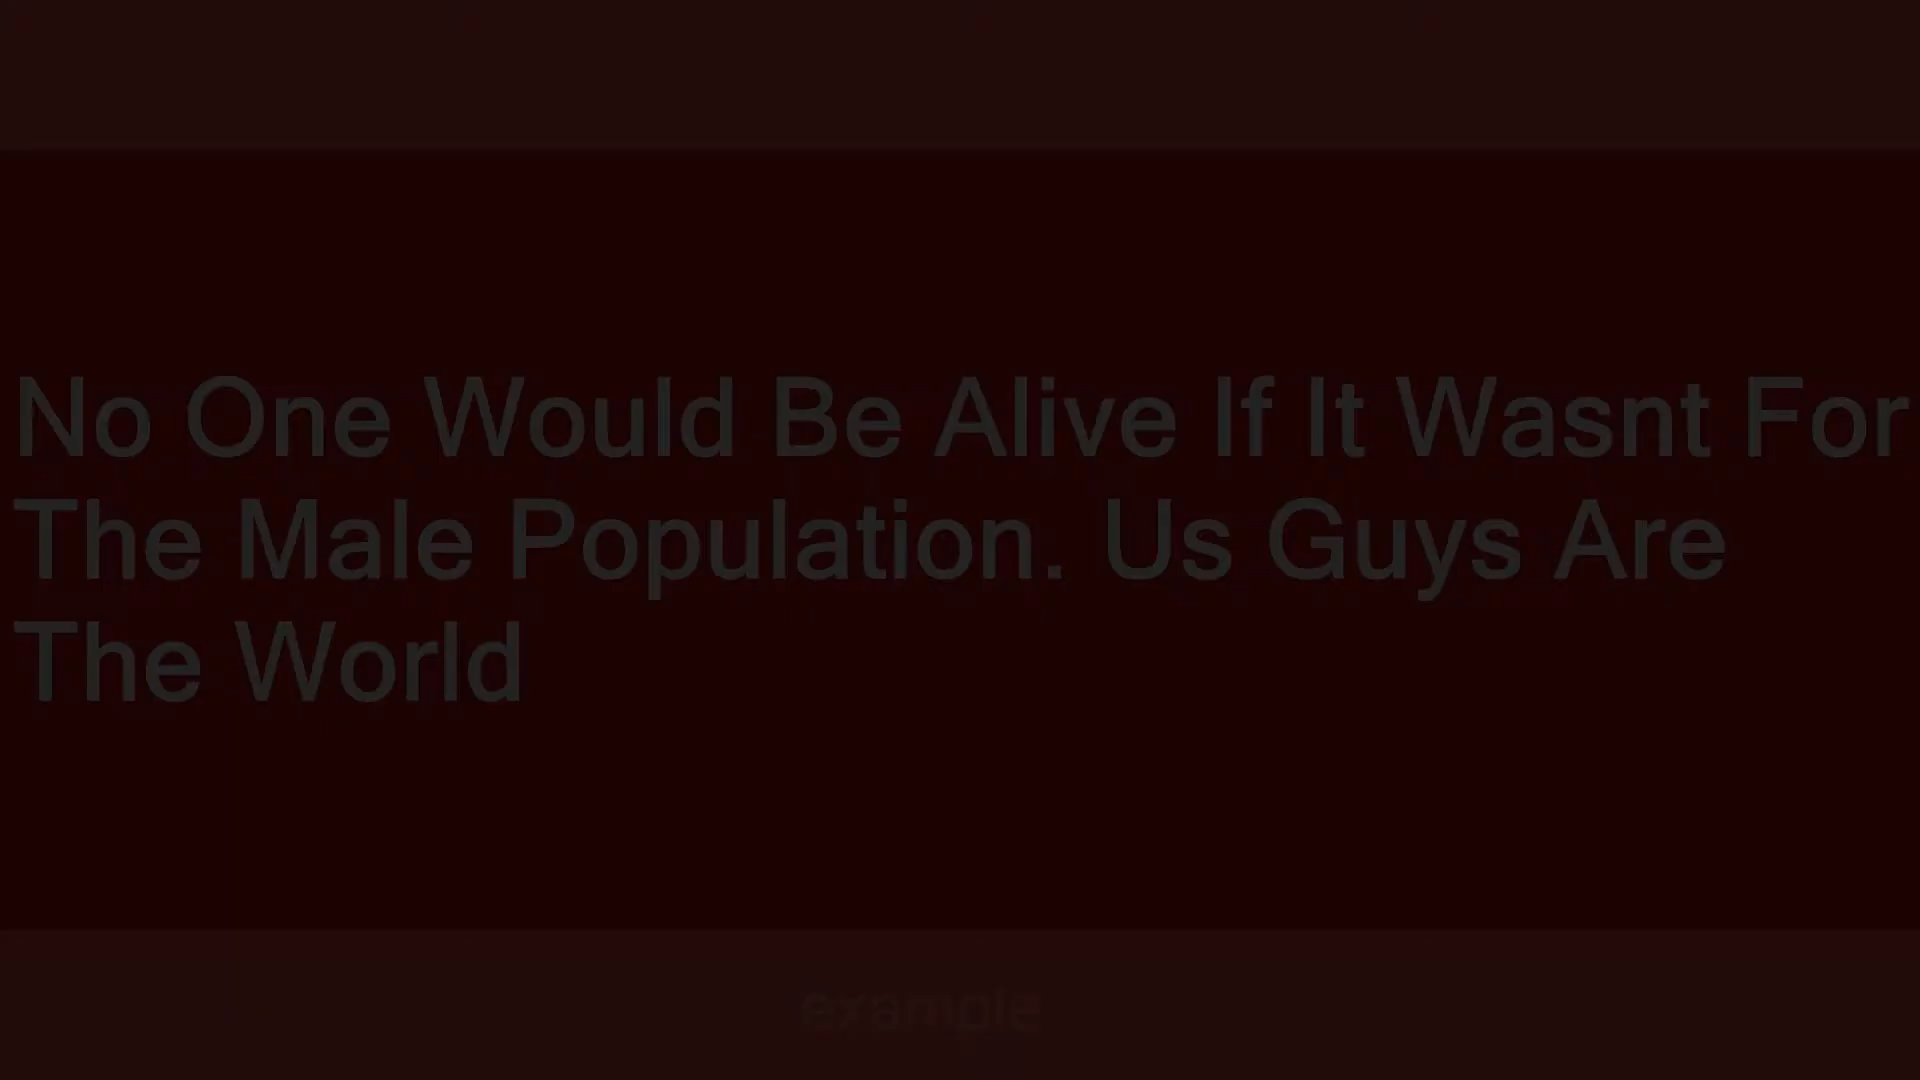 No One Would Be Alive If It Wasnt For
The Male Population. Us Guys Are
The World
example